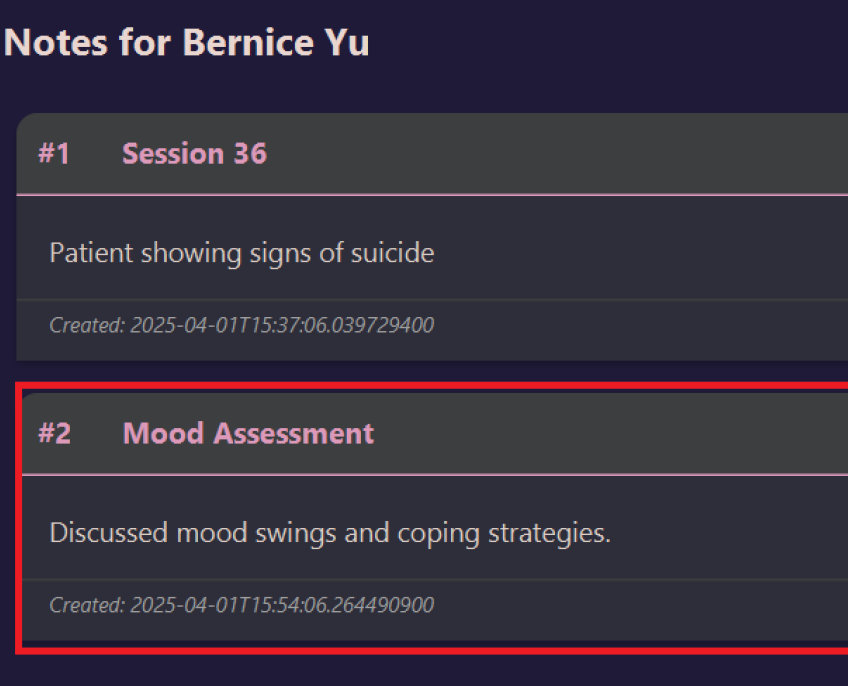 Notes for Bernice Yu
#1 Session 36
Patient showing signs of suicide
Created: 2025-04-01T15:37:06.039729400
#2 Mood Assessment
Discussed mood swings and coping strategies.
Created: 2025-04-01T15:54:06.264490900